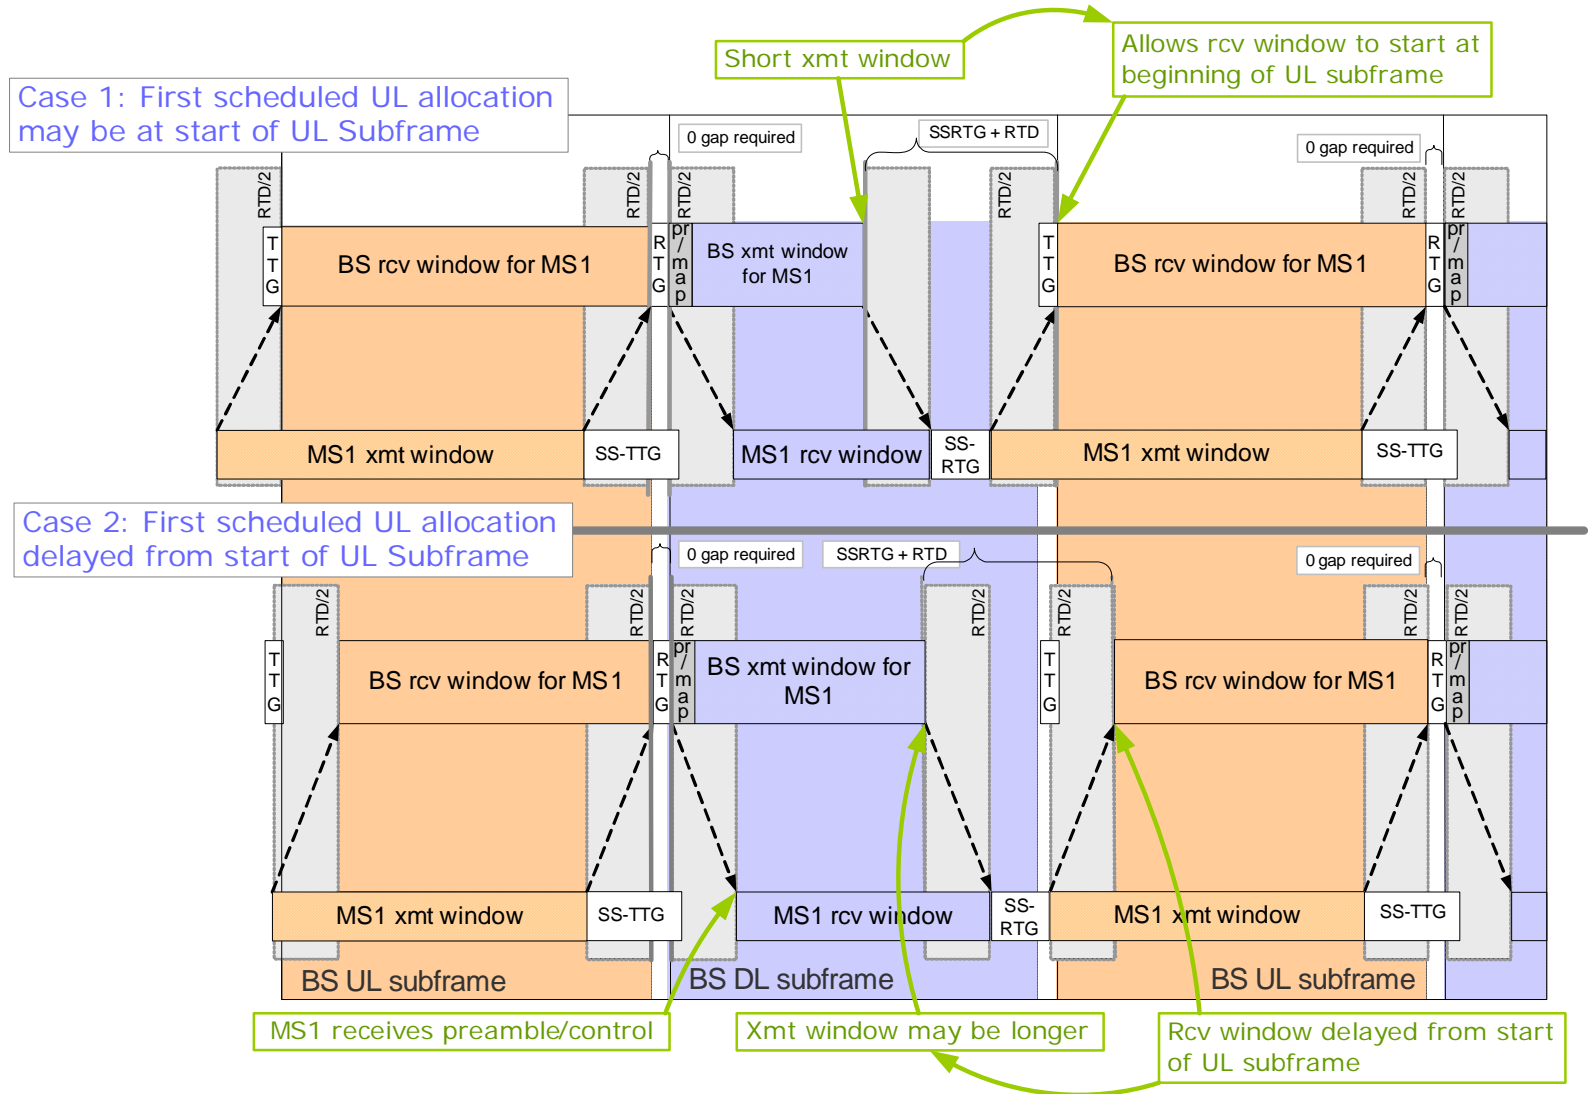 Short xmt window
Allows rcv window to start at
beginning of UL subframe
Case 1: First scheduled UL allocation
may be at start of UL Subframe
0 gap required
SSRTG + RTD
0 gap required
RTD/2
RTD/2
RTD/2
RTD/2
RTD/2
RTD/2
TTG
BS rcv window for MS1
RTG
pr/map
BS xmt window
for MS1
TTG
BS rcv window for MS1
RTG
pr/map
MS1 xmt window
SS-TTG
MS1 rcv window
SS-
RTG
MS1 xmt window
SS-TTG
Case 2: First scheduled UL allocation
delayed from start of UL Subframe
0 gap required
SSRTG + RTD
0 gap required
RTD/2
RTD/2
RTD/2
RTD/2
RTD/2
RTD/2
RTD/2
TTG
BS rcv window for MS1
RTG
pr/map
BS xmt window for
MS1
TTG
BS rcv window for MS1
RTG
pr/map
MS1 xmt window
SS-TTG
MS1 rcv window
SS-
RTG
MS1 xmt window
SS-TTG
BS UL subframe
BS DL subframe
BS UL subframe
MS1 receives preamble/control
Xmt window may be longer
Rcv window delayed from start
of UL subframe